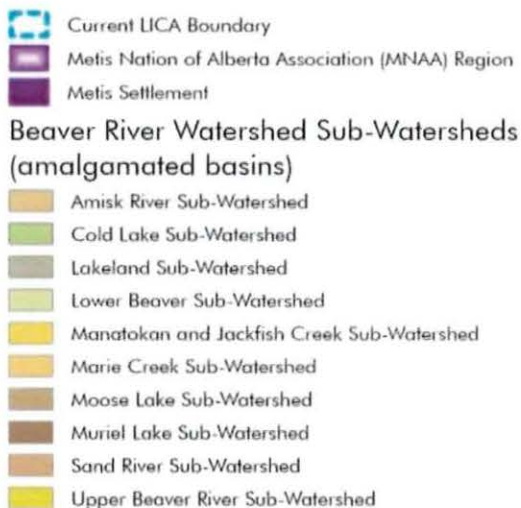 Current LICA Boundary
Metis Nation of Alberta Association (MNAA) Region
Metis Settlement
Beaver River Watershed Sub-Watersheds
(amalgamated basins)
Amisk River Sub-Watershed
Cold Lake Sub-Watershed
Lakeland Sub-Watershed
Lower Beaver Sub-Watershed
Manatokan and Jackfish Creek Sub-Watershed
Marie Creek Sub-Watershed
Moose Lake Sub-Watershed
Muriel Lake Sub-Watershed
Sand River Sub-Watershed
Upper Beaver River Sub-Watershed